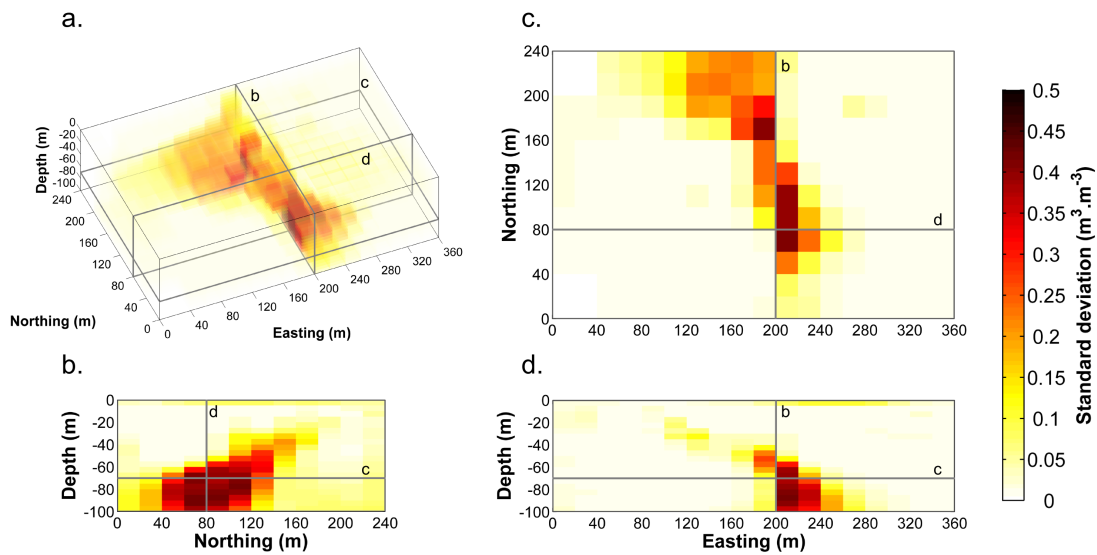 a.
b
c
d
Depth (m)
0
-20
-40
-60
-80
-100
240
200
160
120
80
40
0
Northing (m)
0
40
80
120
160
200
240
280
320
360
Easting (m)
c.
b
d
Northing (m)
240
200
160
120
80
40
0
0 40 80 120 160 200 240 280 320 360
b.
d
c
Depth (m)
0
-20
-40
-60
-80
-100
0 40 80 120 160 200 240
Northing (m)
d.
b
c
Depth (m)
0
-20
-40
-60
-80
-100
0 40 80 120 160 200 240 280 320 360
Easting (m)
0.5
0.45
0.4
0.35
0.3
0.25
0.2
0.15
0.1
0.05
0
Standard deviation (m³.m⁻³)